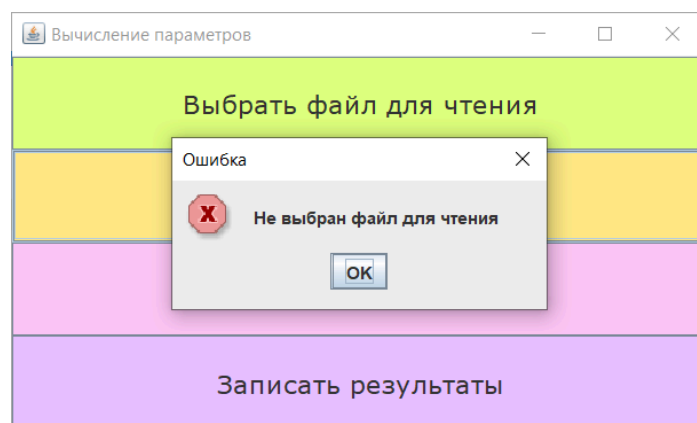 Вычисление параметров
Выбрать файл для чтения
Ошибка
Не выбран файл для чтения
OK
Записать результаты